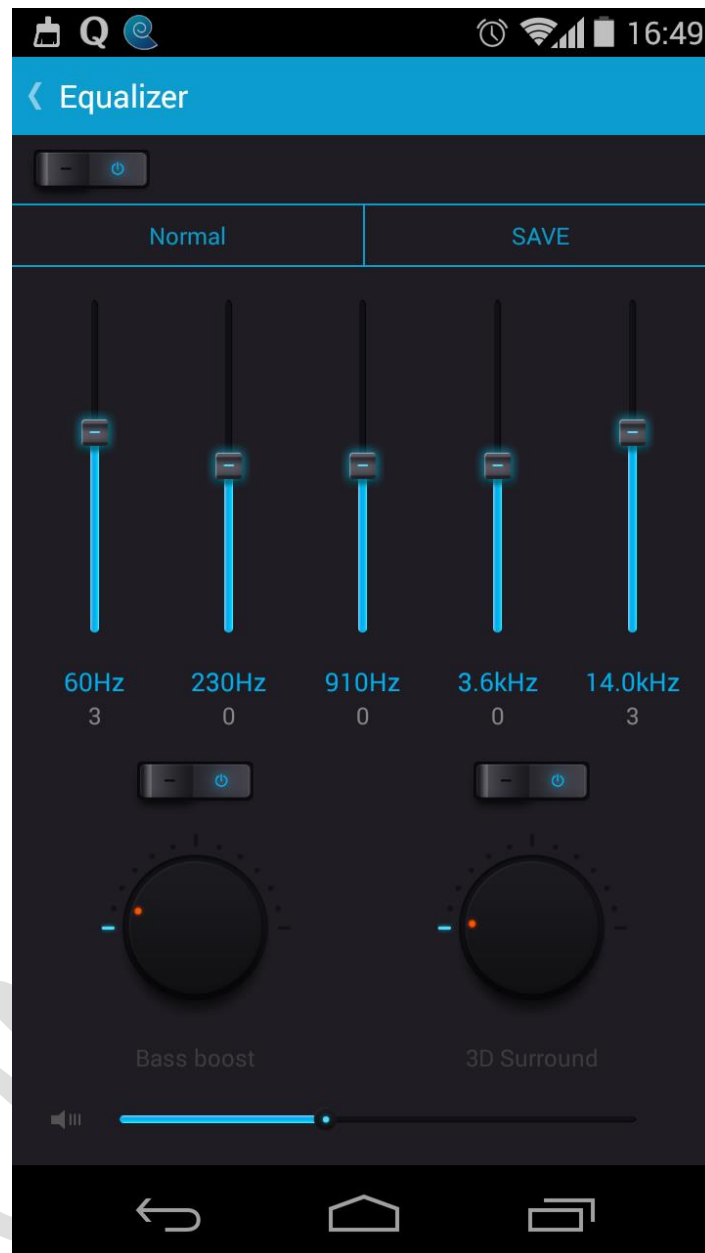 Q 16:49
Equalizer
Normal SAVE
60Hz 230Hz 910Hz 3.6kHz 14.0kHz
3 0 0 0 3
Bass boost 3D Surround